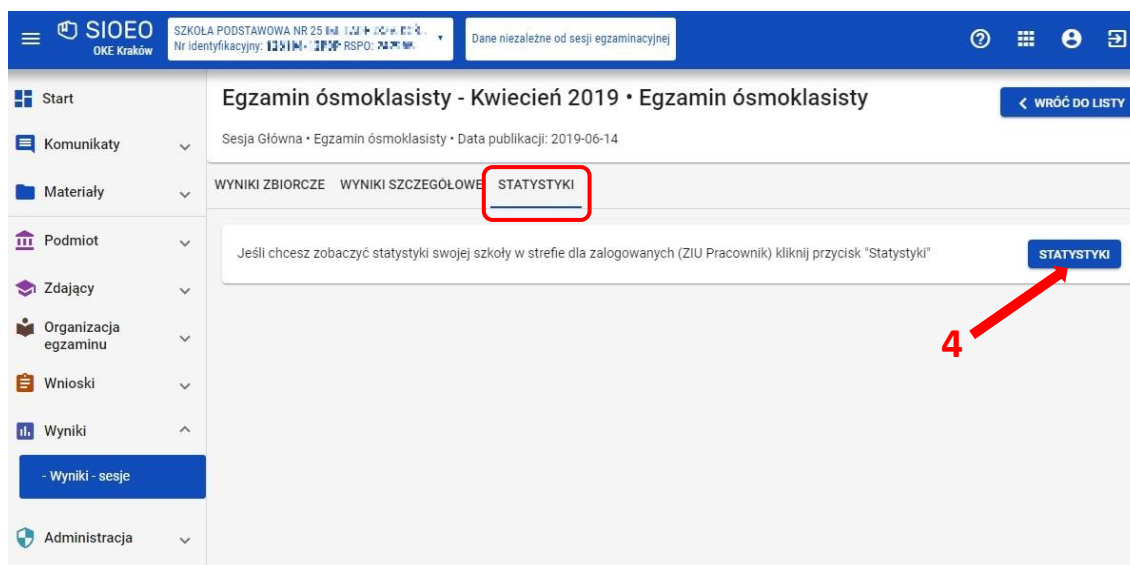 SIOEO
OKE Kraków
SZKOŁA PODSTAWOWA NR 25
Nr identyfikacyjny: RSPO:
Dane niezależne od sesji egzaminacyjnej
Start
Komunikaty
Materiały
Podmiot
Zdający
Organizacja
egzaminu
Wnioski
Wyniki
- Wyniki - sesje
Administracja
Egzamin ósmoklasisty - Kwiecień 2019 • Egzamin ósmoklasisty
WRÓĆ DO LISTY
Sesja Główna • Egzamin ósmoklasisty • Data publikacji: 2019-06-14
WYNIKI ZBIORCZE WYNIKI SZCZEGÓŁOWE STATYSTYKI
Jeśli chcesz zobaczyć statystyki swojej szkoły w strefie dla zalogowanych (ZIU Pracownik) kliknij przycisk "Statystyki"
STATYSTYKI
4